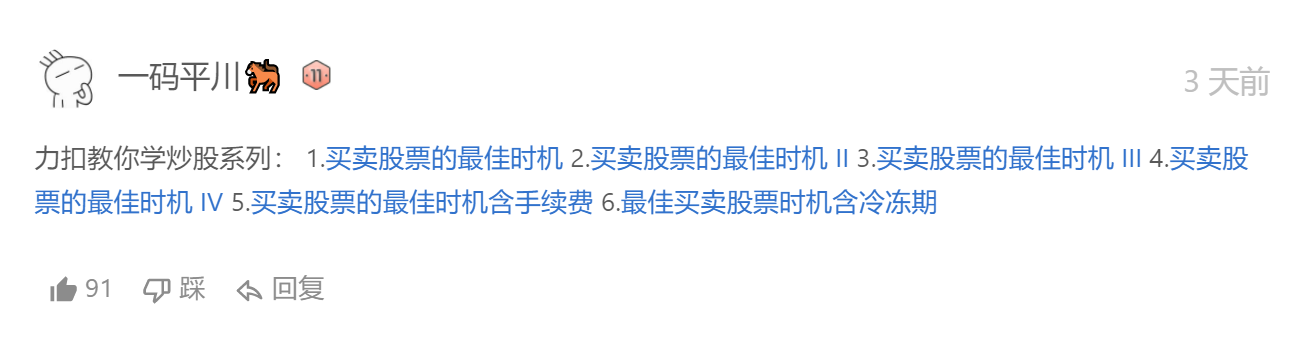 一码平川 11
3 天前
力扣教你学炒股系列： 1.买卖股票的最佳时机 2.买卖股票的最佳时机 II 3.买卖股票的最佳时机 III 4.买卖股
票的最佳时机 IV 5.买卖股票的最佳时机含手续费 6.最佳买卖股票时机含冷冻期
91 踩 回复